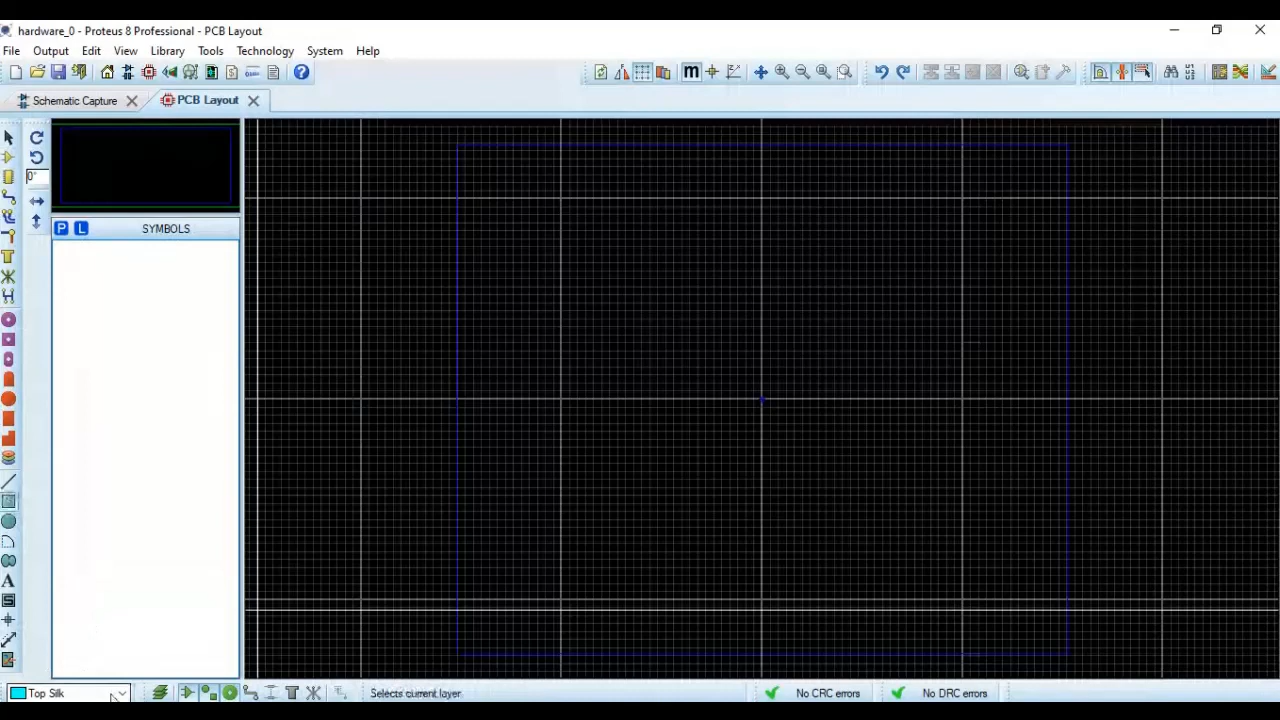 hardware_0 - Proteus 8 Professional - PCB Layout
File Output Edit View Library Tools Technology System Help
Schematic Capture PCB Layout
0°
P L SYMBOLS
Top Silk Selects current layer No CRC errors No DRC errors